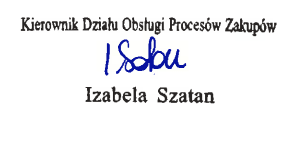 Kierownik Działu Obsługi Procesów Zakupów
Izabela Szatan